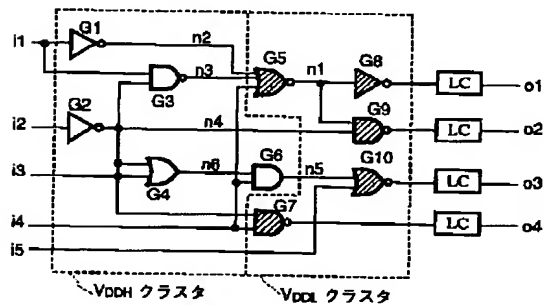 i1
G1
n2
G5
n1
G8
LC
o1
n3
G3
G9
G2
i2
n4
LC
o2
G10
n6
G6
n5
i3
LC
o3
G4
G7
i4
LC
o4
i5
VDDH クラスタ
VDDL クラスタ